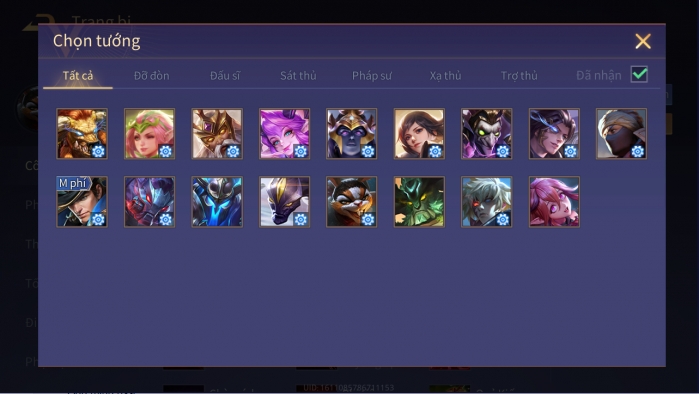 Trang bị
Chọn tướng
Tất cả
Đỡ đòn
Đấu sĩ
Sát thủ
Pháp sư
Xạ thủ
Trợ thủ
Đã nhận
M phí